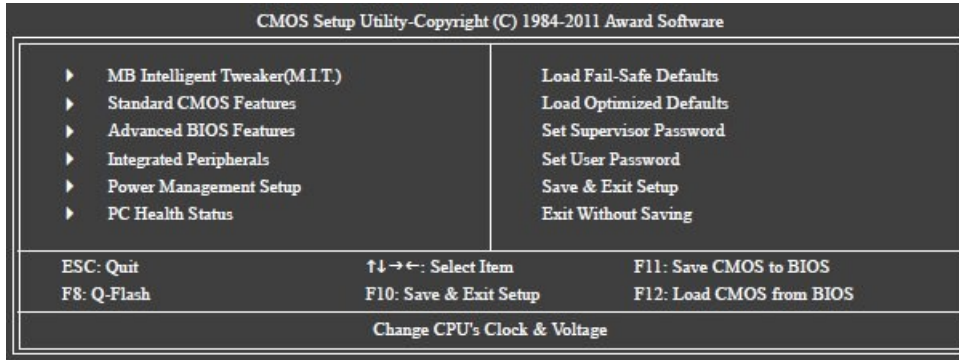 CMOS Setup Utility-Copyright (C) 1984-2011 Award Software
MB Intelligent Tweaker(M.I.T.)
Standard CMOS Features
Advanced BIOS Features
Integrated Peripherals
Power Management Setup
PC Health Status
Load Fail-Safe Defaults
Load Optimized Defaults
Set Supervisor Password
Set User Password
Save & Exit Setup
Exit Without Saving
ESC: Quit ↑↓→←: Select Item F11: Save CMOS to BIOS
F8: Q-Flash F10: Save & Exit Setup F12: Load CMOS from BIOS
Change CPU's Clock & Voltage